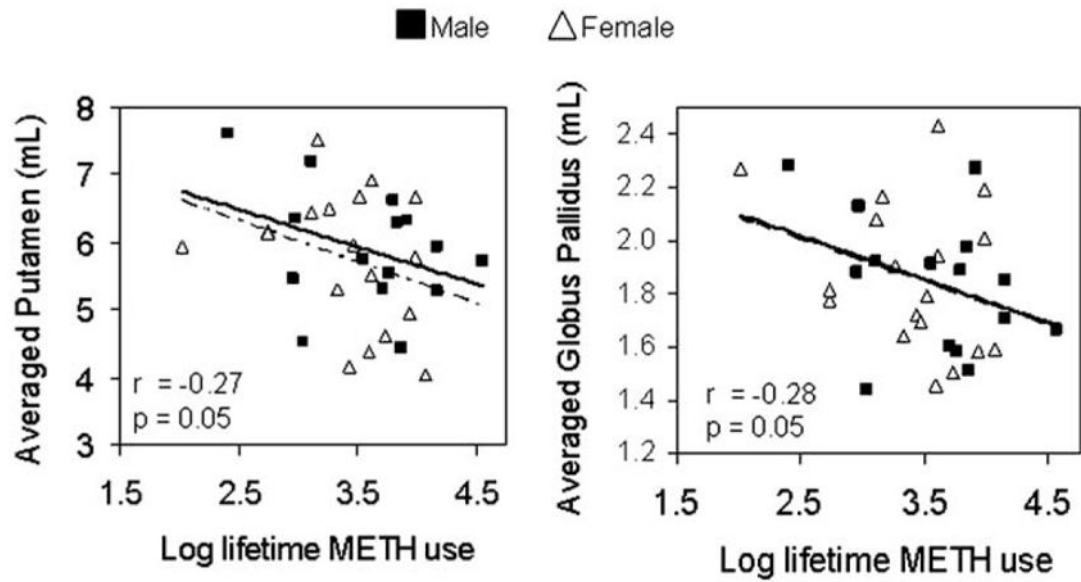 Male Female
Averaged Putamen (mL)
8
7
6
5
4
3
r = -0.27
p = 0.05
1.5 2.5 3.5 4.5
Log lifetime METH use
Averaged Globus Pallidus (mL)
2.4
2.2
2.0
1.8
1.6
1.4
1.2
r = -0.28
p = 0.05
1.5 2.5 3.5 4.5
Log lifetime METH use